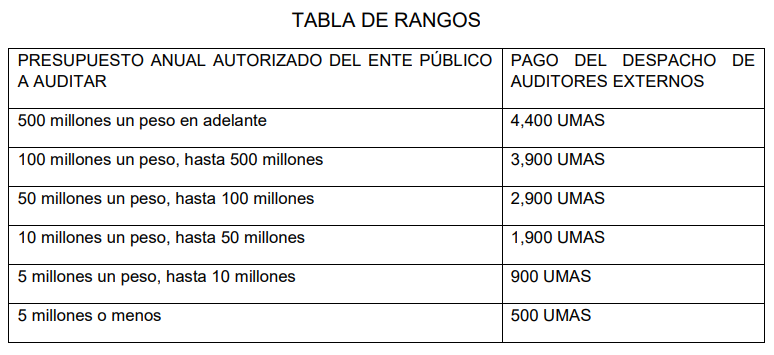 TABLA DE RANGOS
PRESUPUESTO ANUAL AUTORIZADO DEL ENTE PÚBLICO
A AUDITAR
PAGO DEL DESPACHO DE
AUDITORES EXTERNOS
500 millones un peso en adelante
4,400 UMAS
100 millones un peso, hasta 500 millones
3,900 UMAS
50 millones un peso, hasta 100 millones
2,900 UMAS
10 millones un peso, hasta 50 millones
1,900 UMAS
5 millones un peso, hasta 10 millones
900 UMAS
5 millones o menos
500 UMAS